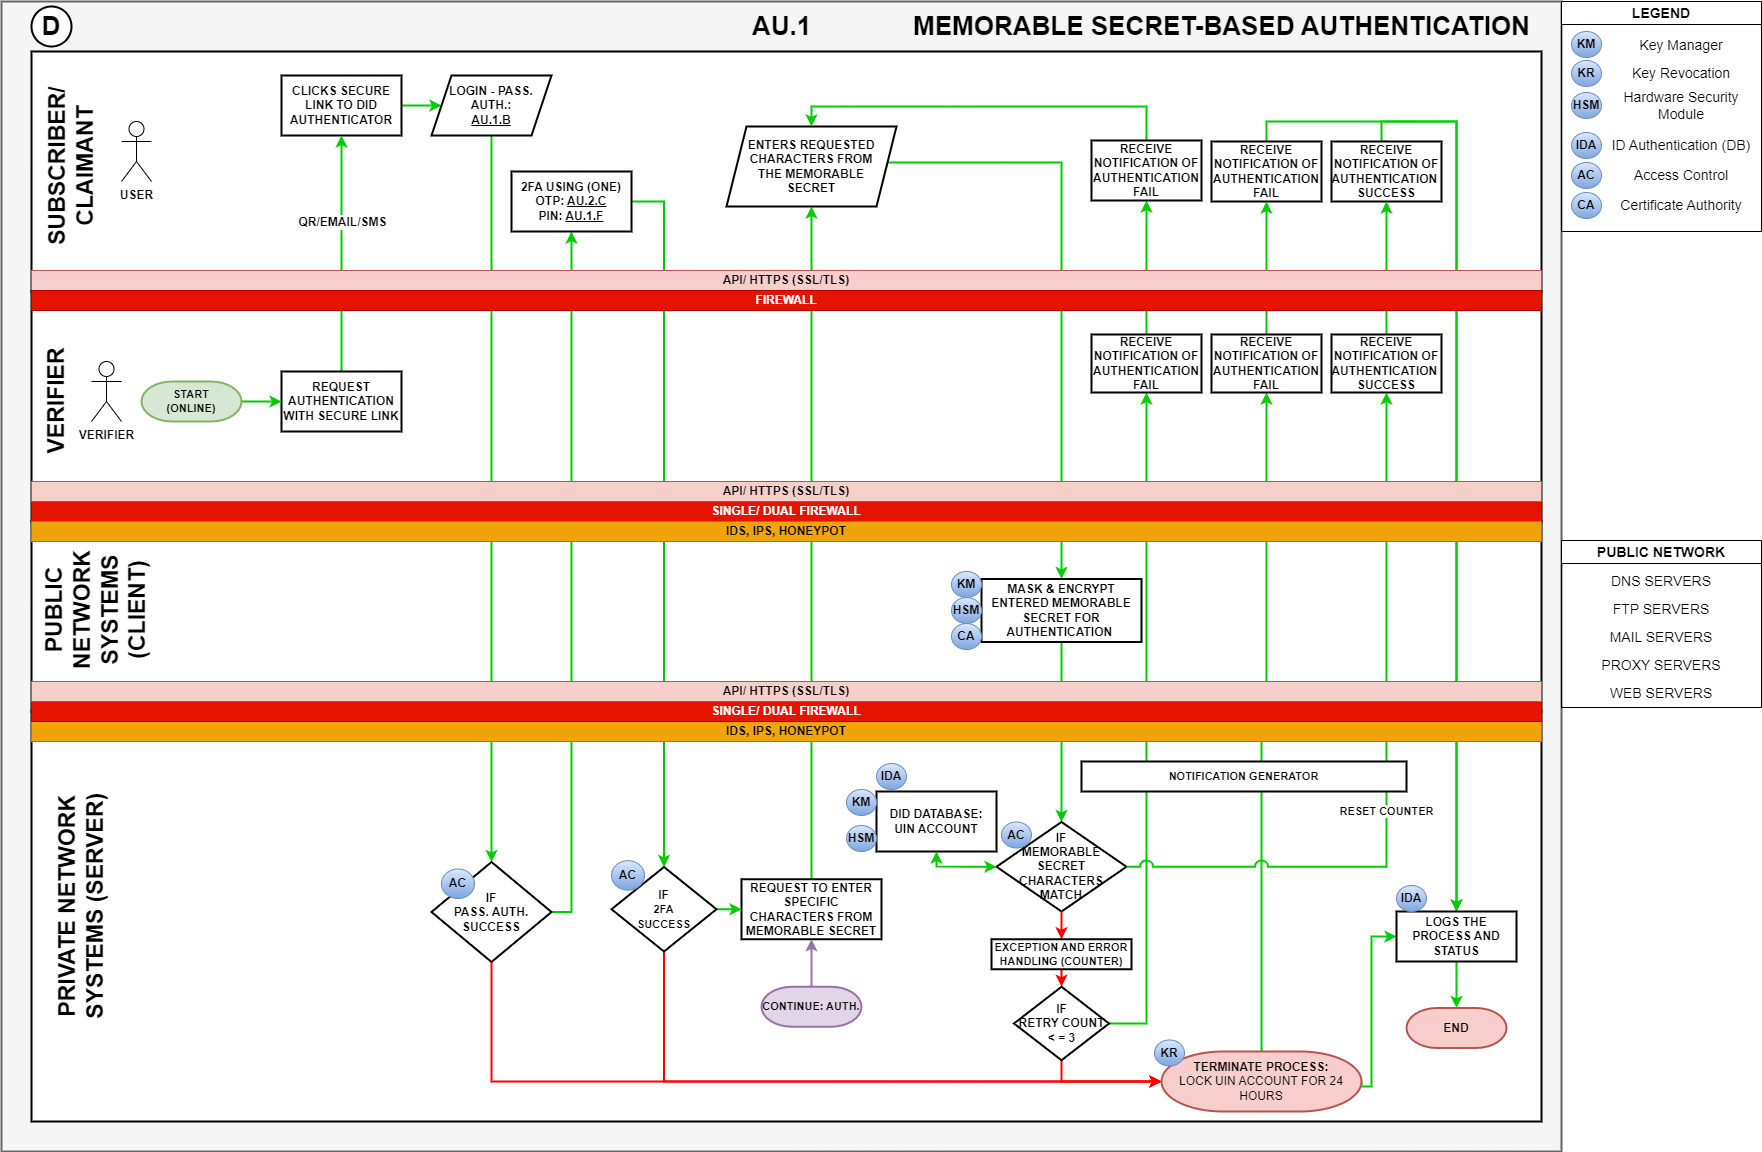 D
AU.1
MEMORABLE SECRET-BASED AUTHENTICATION
SUBSCRIBER/
CLAIMANT
USER
CLICKS SECURE
LINK TO DID
AUTHENTICATOR
LOGIN - PASS.
AUTH.:
AU.1.B
QR/EMAIL/SMS
2FA USING (ONE)
OTP: AU.2.C
PIN: AU.1.F
ENTERS REQUESTED
CHARACTERS FROM
THE MEMORABLE
SECRET
RECEIVE
NOTIFICATION OF
AUTHENTICATION
FAIL
RECEIVE
NOTIFICATION OF
AUTHENTICATION
FAIL
RECEIVE
NOTIFICATION OF
AUTHENTICATION
SUCCESS
API/ HTTPS (SSL/TLS)
FIREWALL
VERIFIER
VERIFIER
START
(ONLINE)
REQUEST
AUTHENTICATION
WITH SECURE LINK
RECEIVE
NOTIFICATION OF
AUTHENTICATION
FAIL
RECEIVE
NOTIFICATION OF
AUTHENTICATION
FAIL
RECEIVE
NOTIFICATION OF
AUTHENTICATION
SUCCESS
API/ HTTPS (SSL/TLS)
SINGLE/ DUAL FIREWALL
IDS, IPS, HONEYPOT
PUBLIC
NETWORK
SYSTEMS
(CLIENT)
KM
HSM
CA
MASK & ENCRYPT
ENTERED MEMORABLE
SECRET FOR
AUTHENTICATION
API/ HTTPS (SSL/TLS)
SINGLE/ DUAL FIREWALL
IDS, IPS, HONEYPOT
PRIVATE NETWORK
SYSTEMS (SERVER)
AC
IF
PASS. AUTH.
SUCCESS
AC
IF
2FA
SUCCESS
REQUEST TO ENTER
SPECIFIC
CHARACTERS FROM
MEMORABLE SECRET
CONTINUE: AUTH.
IDA
KM
HSM
DID DATABASE:
UIN ACCOUNT
AC
IF
MEMORABLE
SECRET
CHARACTERS
MATCH
EXCEPTION AND ERROR
HANDLING (COUNTER)
IF
RETRY COUNT
< = 3
NOTIFICATION GENERATOR
RESET COUNTER
KR
TERMINATE PROCESS:
LOCK UIN ACCOUNT FOR 24
HOURS
IDA
LOGS THE
PROCESS AND
STATUS
END
LEGEND
KM Key Manager
KR Key Revocation
HSM Hardware Security
Module
IDA ID Authentication (DB)
AC Access Control
CA Certificate Authority
PUBLIC NETWORK
DNS SERVERS
FTP SERVERS
MAIL SERVERS
PROXY SERVERS
WEB SERVERS